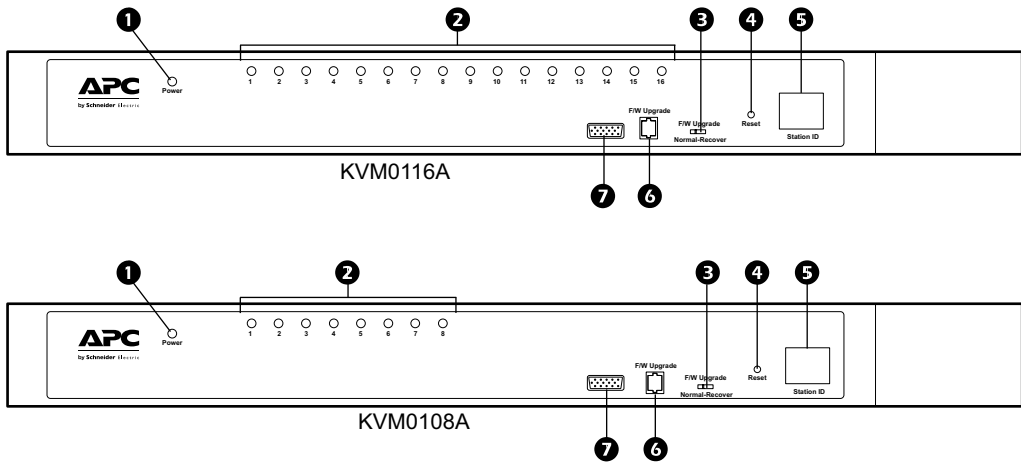 1 2 3 4 5
APC
by Schneider Electric
Power
1 2 3 4 5 6 7 8 9 10 11 12 13 14 15 16
F/W Upgrade
F/W Upgrade
Normal-Recover
Reset
Station ID
KVM0116A
7 6
1 2 3 4 5
APC
by Schneider Electric
Power
1 2 3 4 5 6 7 8
F/W Upgrade
F/W Upgrade
Normal-Recover
Reset
Station ID
KVM0108A
7 6